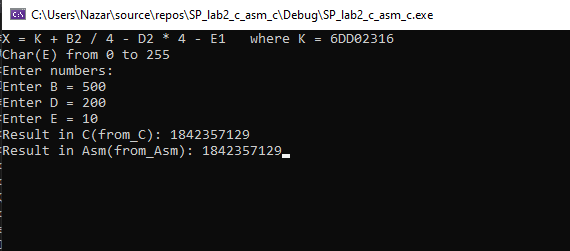 C:\Users\Nazar\source\repos\SP_lab2_c_asm_c\Debug\SP_lab2_c_asm_c.exe
X = K + B2 / 4 - D2 * 4 - E1   where K = 6DD02316
Char(E) from 0 to 255
Enter numbers:
Enter B = 500
Enter D = 200
Enter E = 10
Result in C(from_C): 1842357129
Result in Asm(from_Asm): 1842357129